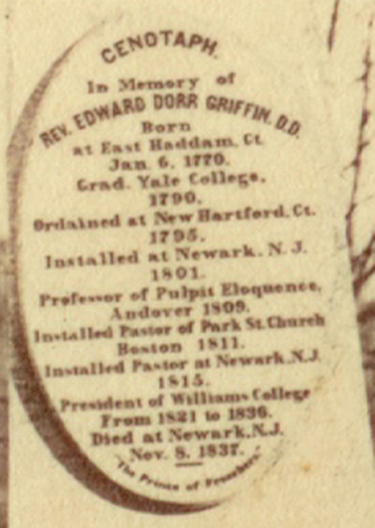 CENOTAPH.
In Memory of
REV. EDWARD DORR GRIFFIN, D.D.
Born
at East Haddam, Ct.
Jan. 6, 1770.
Grad. Yale College,
1790.
Ordained at New Hartford, Ct.
1795.
Installed at Newark, N.J.
1801.
Professor of Pulpit Eloquence,
Andover 1809.
Installed Pastor of Park St. Church
Boston 1811.
Installed Pastor at Newark, N.J.
1815.
President of Williams College
From 1821 to 1836.
Died at Newark, N.J.
Nov. 8, 1837.
"The Prince of Preachers."